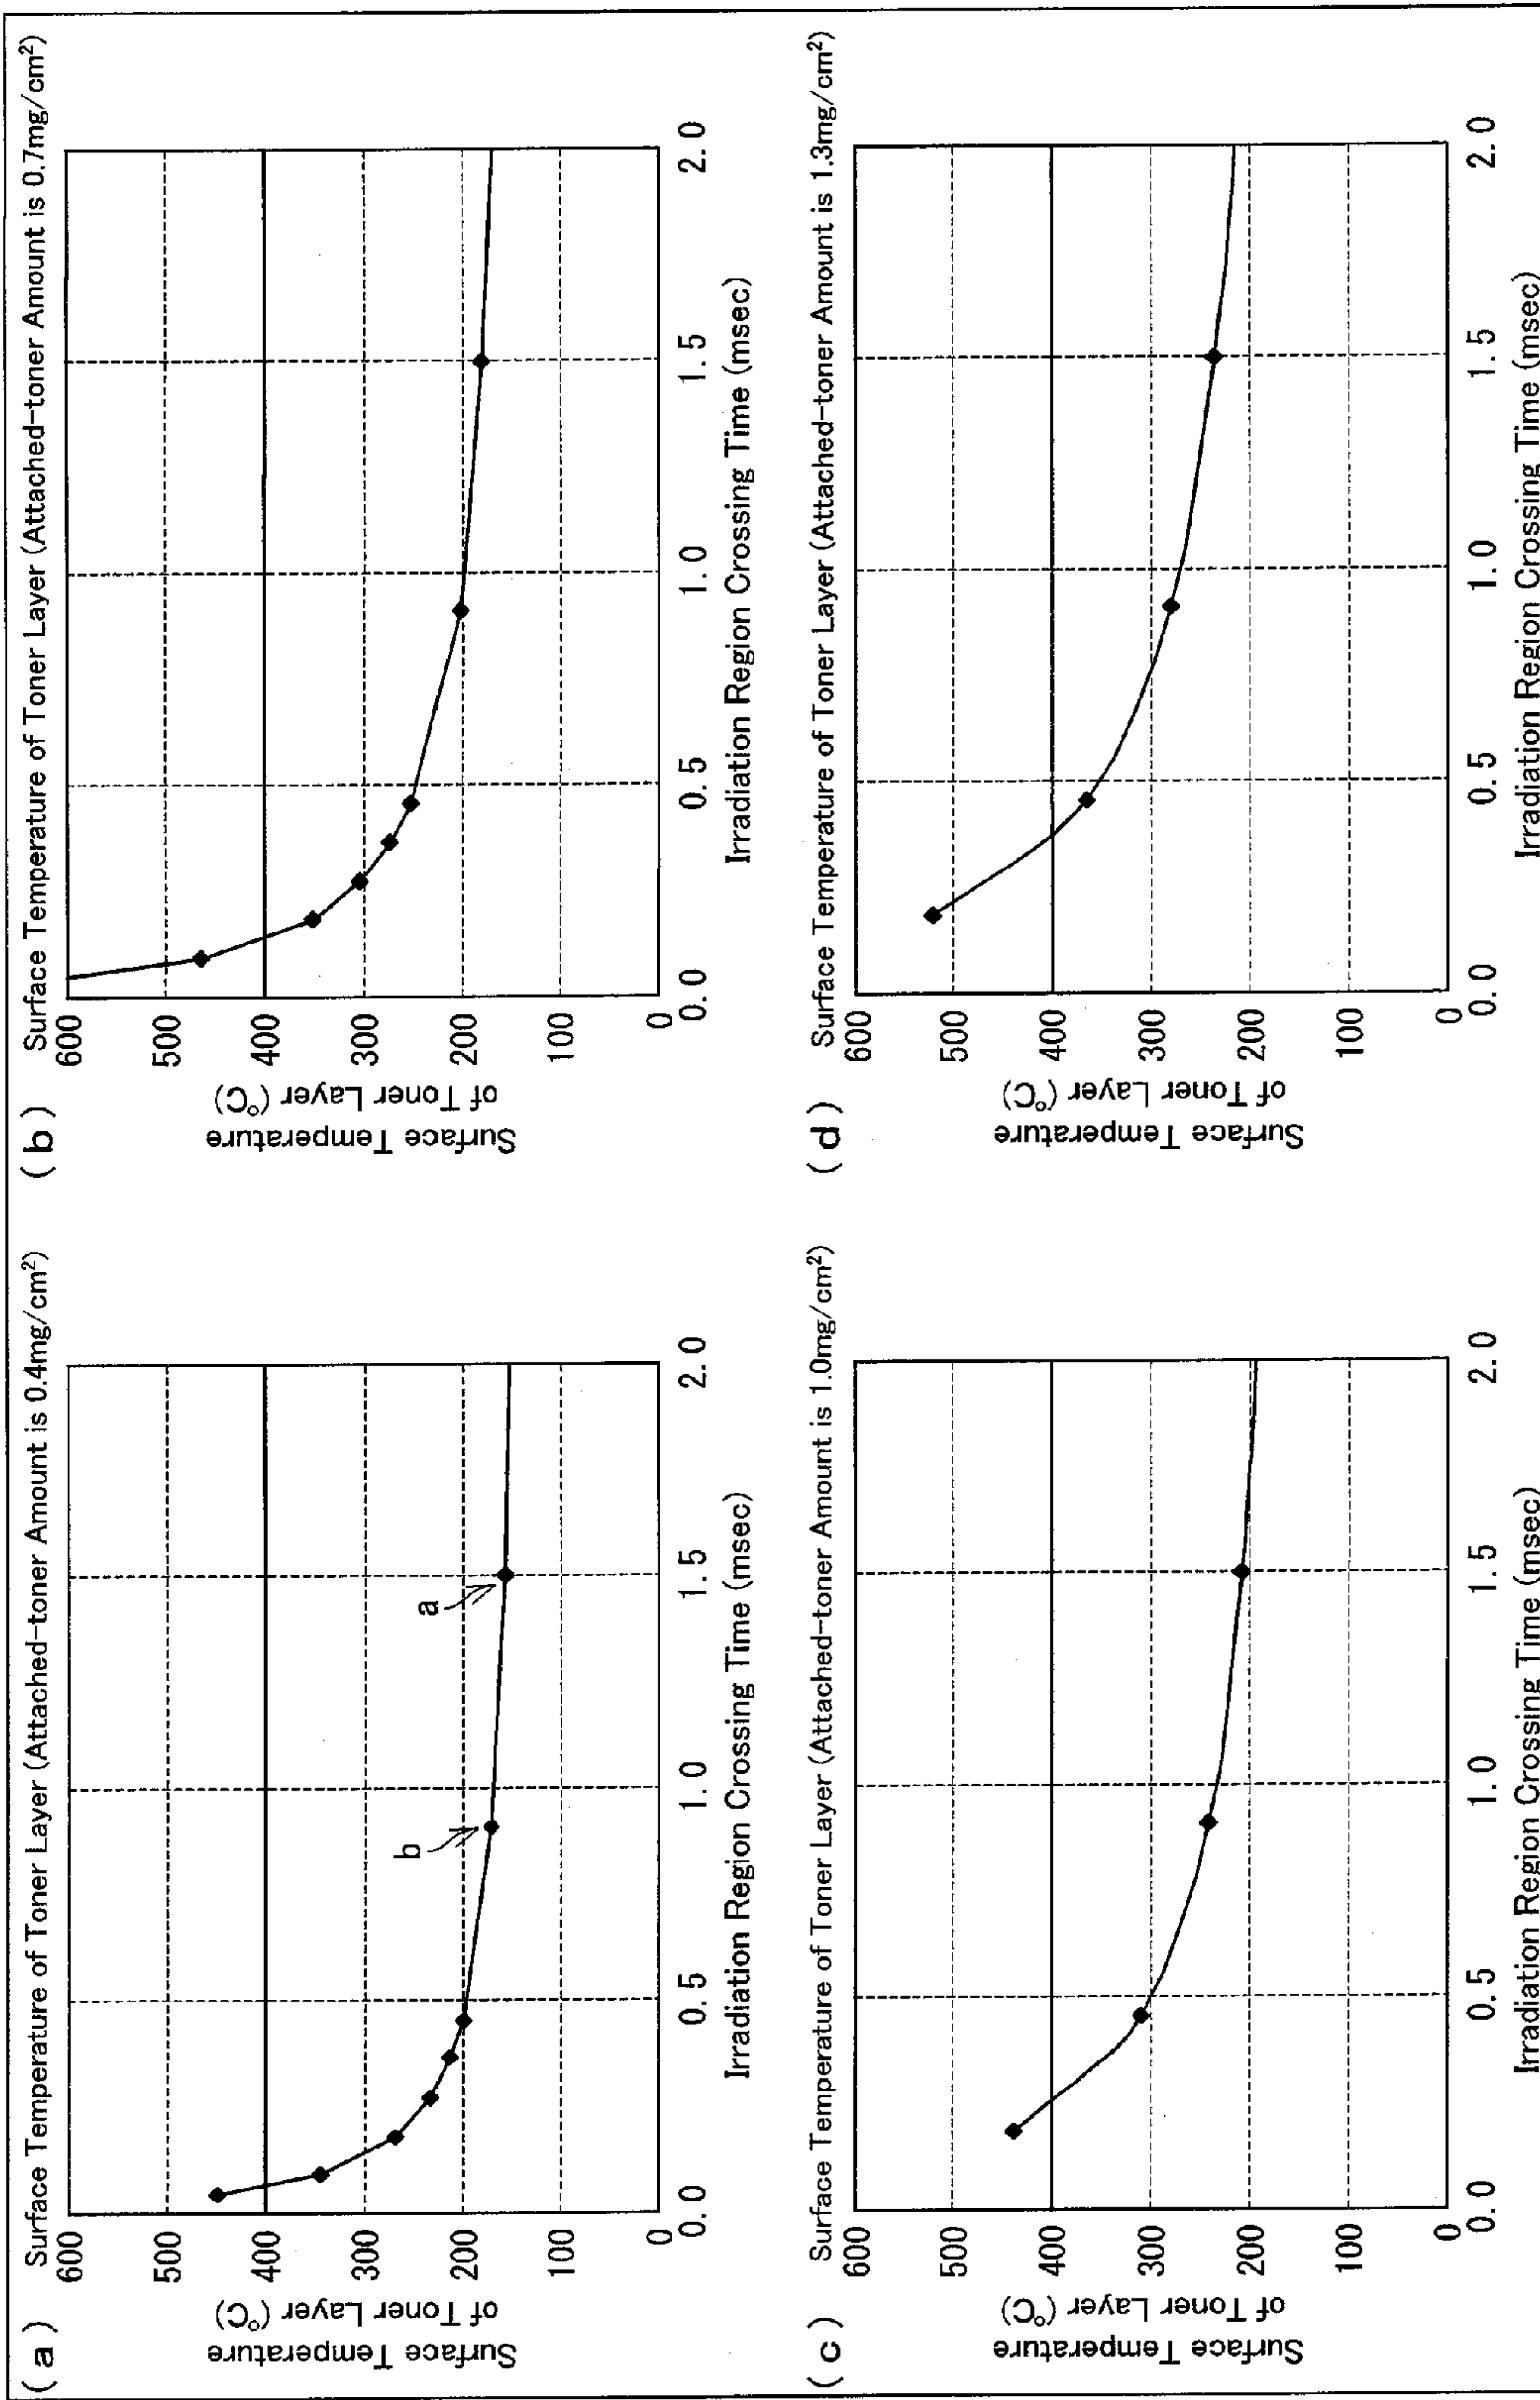 ( a )
Surface Temperature of Toner Layer (Attached-toner Amount is 0.4mg/cm²)
Surface Temperature
of Toner Layer (°C)
600
500
400
300
200
100
0
a
b
0.0
0.5
1.0
1.5
2.0
Irradiation Region Crossing Time (msec)
( b )
Surface Temperature of Toner Layer (Attached-toner Amount is 0.7mg/cm²)
Surface Temperature
of Toner Layer (°C)
600
500
400
300
200
100
0
0.0
0.5
1.0
1.5
2.0
Irradiation Region Crossing Time (msec)
( c )
Surface Temperature of Toner Layer (Attached-toner Amount is 1.0mg/cm²)
Surface Temperature
of Toner Layer (°C)
600
500
400
300
200
100
0
0.0
0.5
1.0
1.5
2.0
Irradiation Region Crossing Time (msec)
( d )
Surface Temperature of Toner Layer (Attached-toner Amount is 1.3mg/cm²)
Surface Temperature
of Toner Layer (°C)
600
500
400
300
200
100
0
0.0
0.5
1.0
1.5
2.0
Irradiation Region Crossing Time (msec)